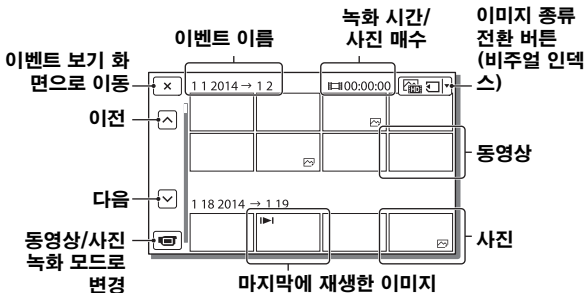 녹화 시간/
사진 매수
이미지 종류
전환 버튼
(비주얼 인덱
스)
이벤트 이름
이벤트 보기 화
면으로 이동
1 1 2014 → 1 2
00:00:00
HD
이전
동영상
다음
1 18 2014 → 1 19
동영상/사진
녹화 모드로
변경
사진
마지막에 재생한 이미지